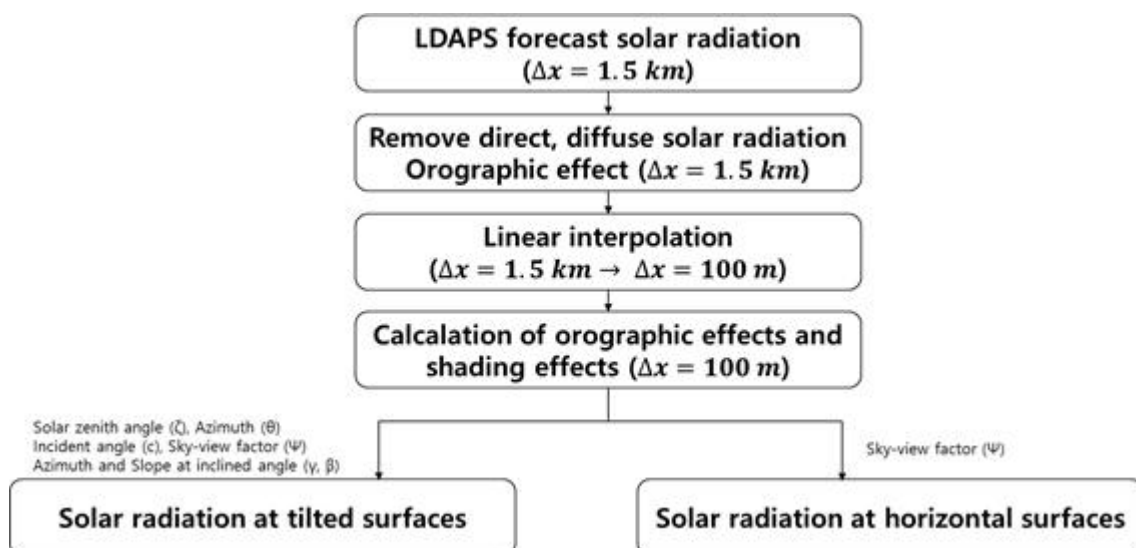 LDAPS forecast solar radiation
(Δx = 1.5 km)
Remove direct, diffuse solar radiation
Orographic effect (Δx = 1.5 km)
Linear interpolation
(Δx = 1.5 km → Δx = 100 m)
Calcalation of orographic effects and
shading effects (Δx = 100 m)
Solar zenith angle (ζ), Azimuth (θ)
Incident angle (c), Sky-view factor (Ψ)
Azimuth and Slope at inclined angle (γ, β)
Sky-view factor (Ψ)
Solar radiation at tilted surfaces
Solar radiation at horizontal surfaces